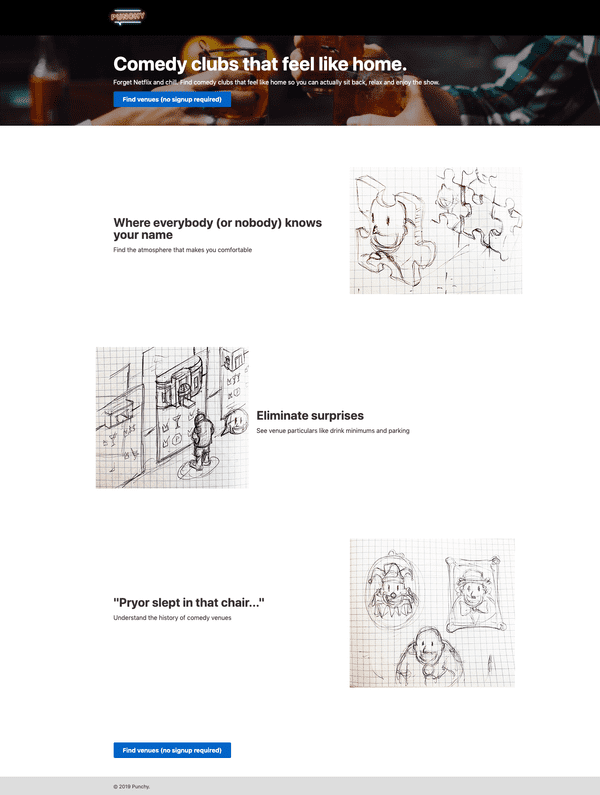 PUNCHY
Comedy clubs that feel like home.
Forget Netflix and chill. Find comedy clubs that feel like home so you can actually sit back, relax and enjoy the show.
Find venues (no signup required)
Where everybody (or nobody) knows
your name
Find the atmosphere that makes you comfortable
Eliminate surprises
See venue particulars like drink minimums and parking
"Pryor slept in that chair..."
Understand the history of comedy venues
Find venues (no signup required)
© 2019 Punchy.